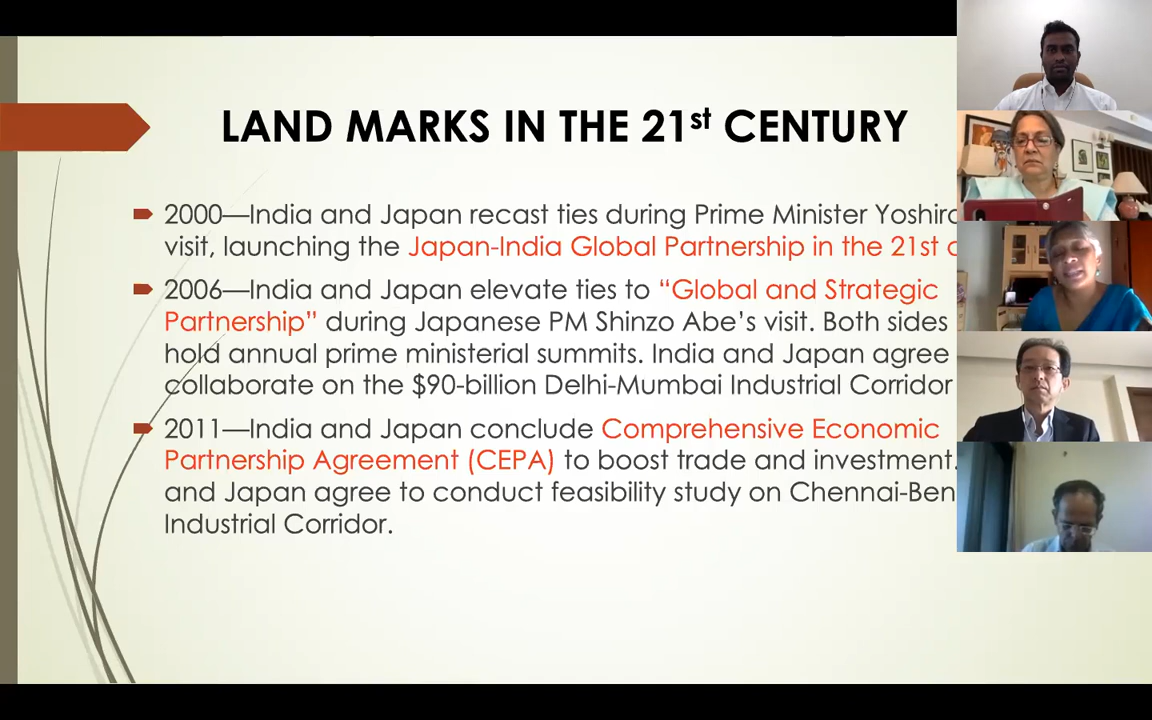 LAND MARKS IN THE 21st CENTURY
2000—India and Japan recast ties during Prime Minister
visit, launching the Japan-India Global Partnership in the 21st
2006—India and Japan elevate ties to “Global and Strategic
Partnership” during Japanese PM Shinzo Abe’s visit. Both sides
hold annual prime ministerial summits. India and Japan agree
collaborate on the $90-billion Delhi-Mumbai Industrial Corridor
2011—India and Japan conclude Comprehensive Economic
Partnership Agreement (CEPA) to boost trade and investment.
and Japan agree to conduct feasibility study on
Industrial Corridor.